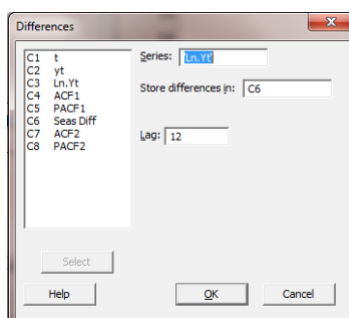 Differences
C1 t
C2 yt
C3 Ln.Yt
C4 ACF1
C5 PACF1
C6 Seas Diff
C7 ACF2
C8 PACF2
Series: 'Ln.Yt'
Store differences in: C6
Lag: 12
Select
Help
OK
Cancel